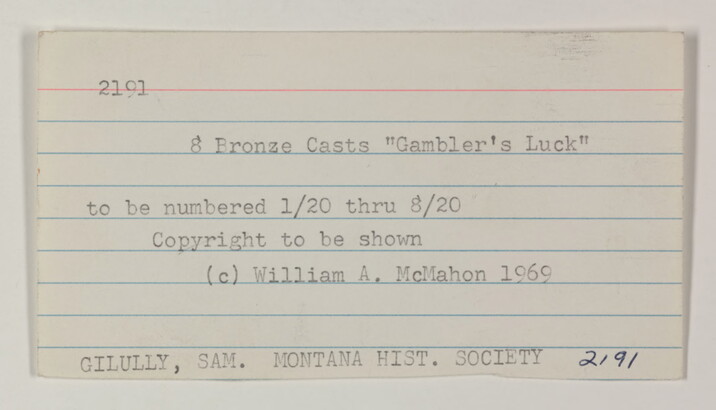 2191
8 Bronze Casts "Gambler's Luck"
to be numbered 1/20 thru 8/20
Copyright to be shown
(c) William A. McMahon 1969
GILULLY, SAM. MONTANA HIST. SOCIETY 2191